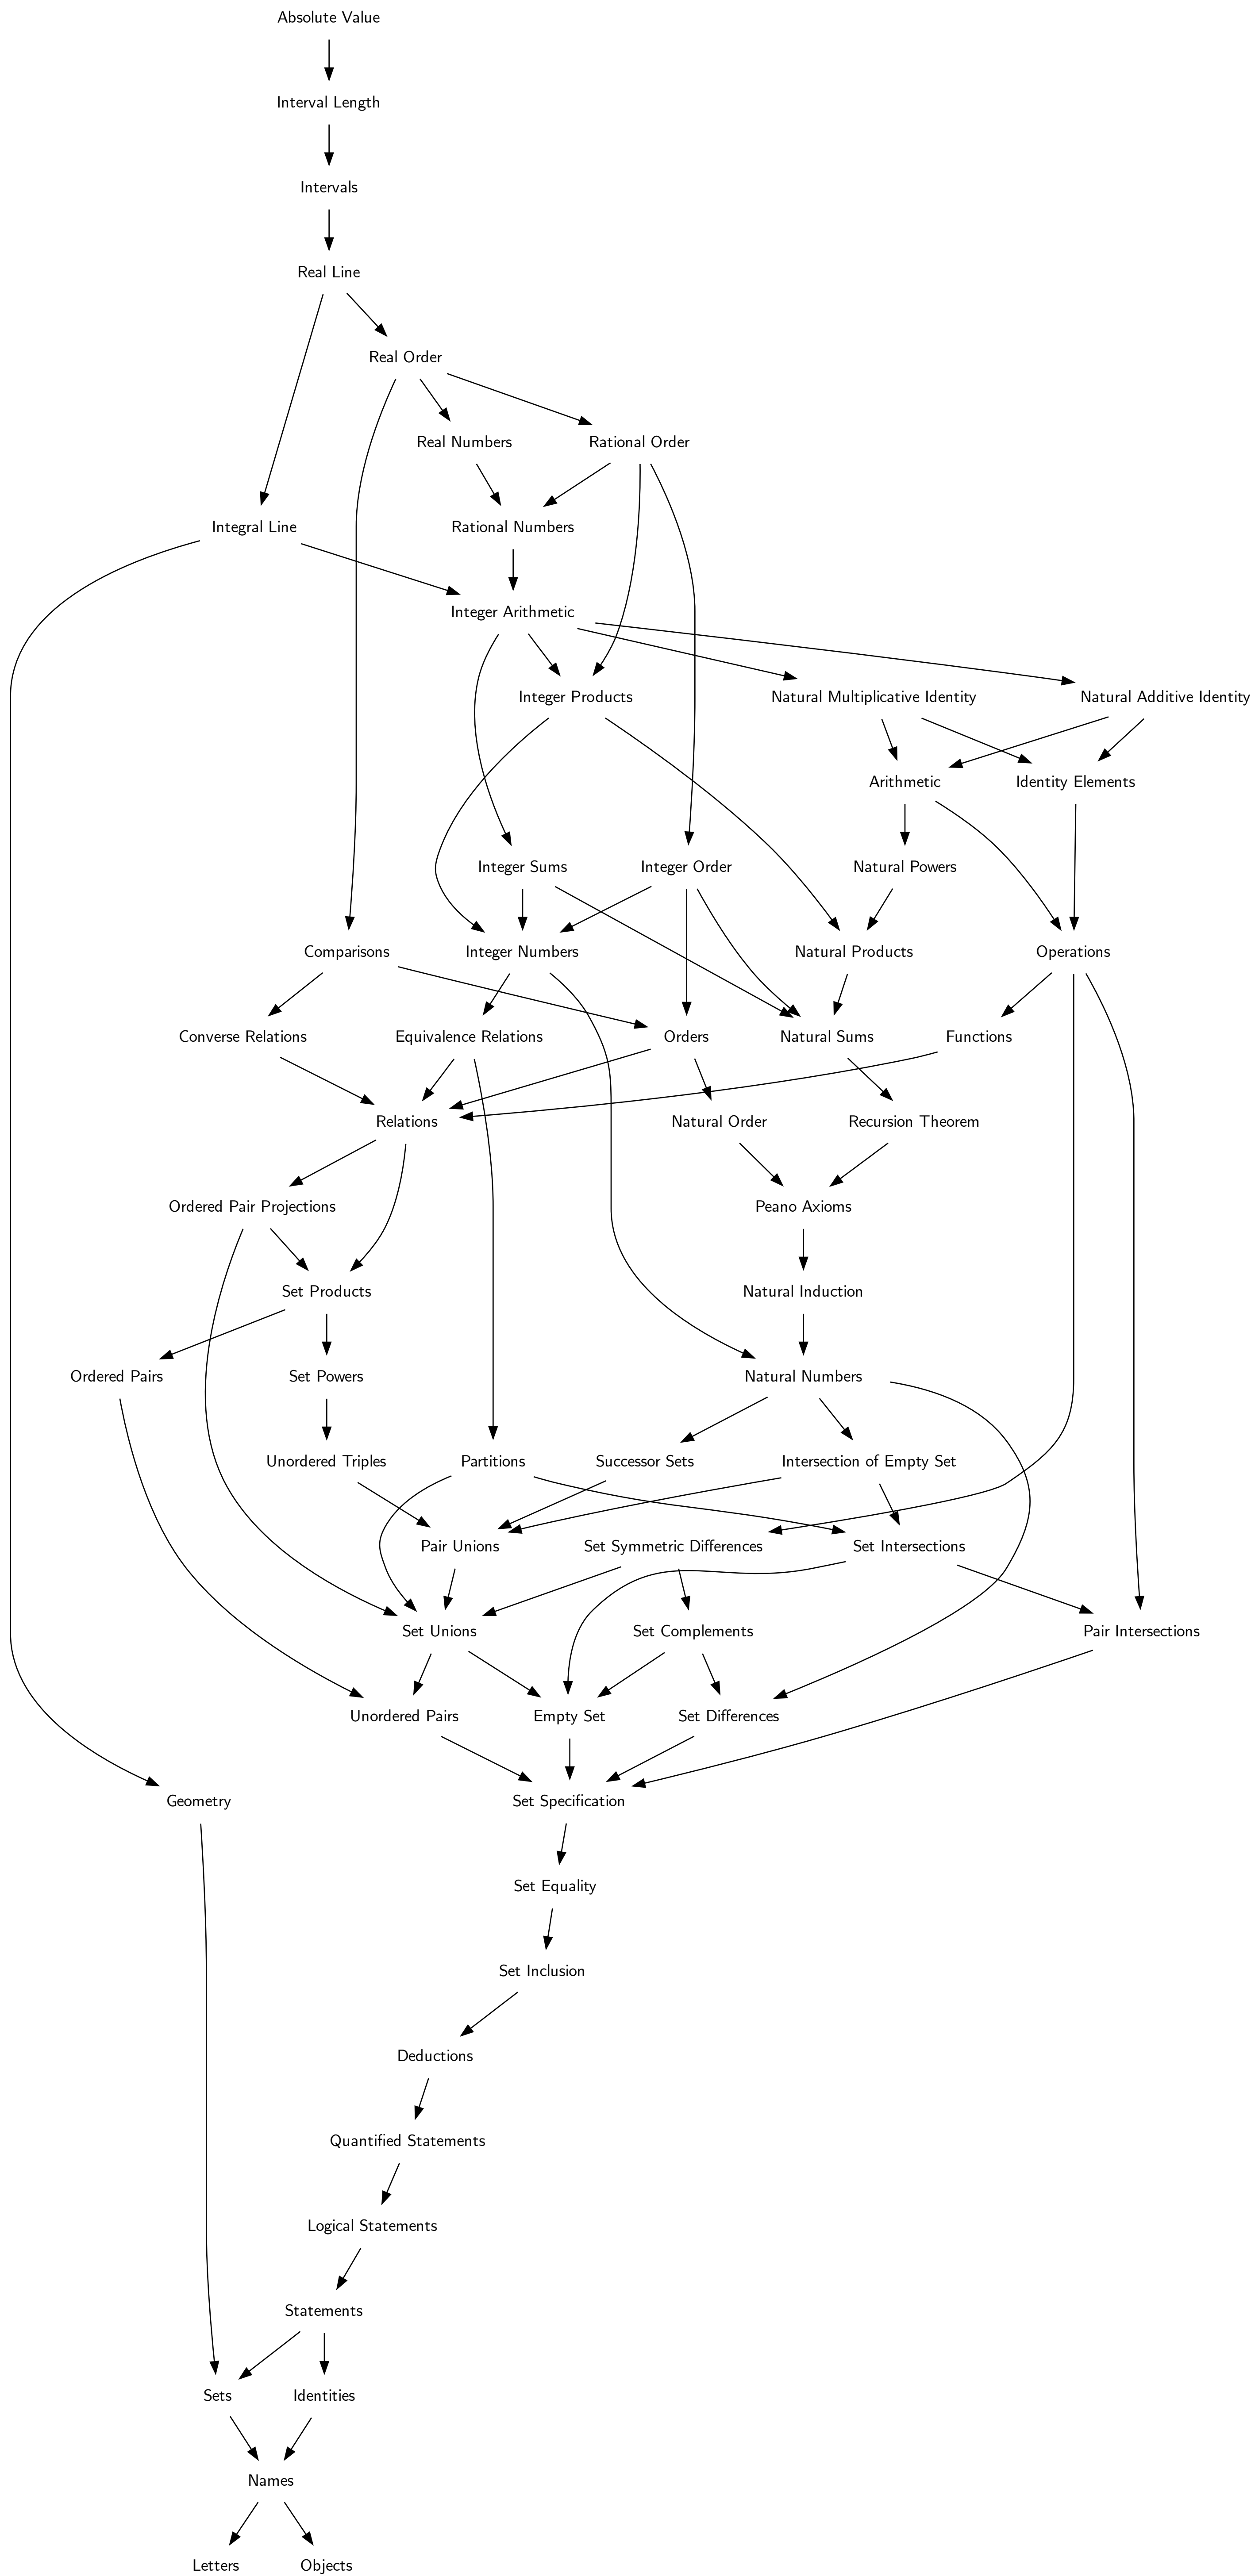 Absolute Value
Interval Length
Intervals
Real Line
Real Order
Real Numbers
Rational Order
Integral Line
Rational Numbers
Integer Arithmetic
Integer Products
Natural Multiplicative Identity
Natural Additive Identity
Arithmetic
Identity Elements
Integer Sums
Integer Order
Natural Powers
Comparisons
Integer Numbers
Natural Products
Operations
Converse Relations
Equivalence Relations
Orders
Natural Sums
Functions
Relations
Natural Order
Recursion Theorem
Ordered Pair Projections
Peano Axioms
Set Products
Natural Induction
Ordered Pairs
Set Powers
Natural Numbers
Unordered Triples
Partitions
Successor Sets
Intersection of Empty Set
Pair Unions
Set Symmetric Differences
Set Intersections
Set Unions
Set Complements
Pair Intersections
Unordered Pairs
Empty Set
Set Differences
Geometry
Set Specification
Set Equality
Set Inclusion
Deductions
Quantified Statements
Logical Statements
Statements
Sets
Identities
Names
Letters
Objects